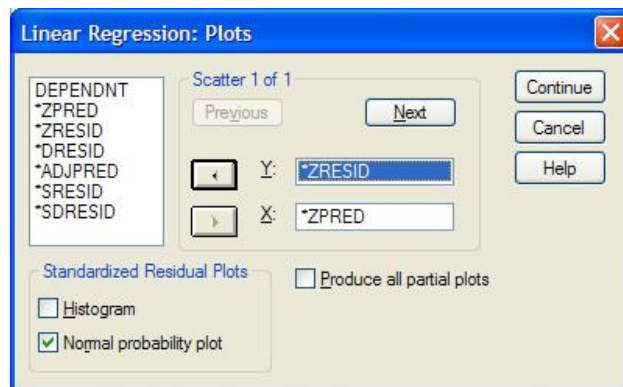 Linear Regression: Plots
DEPENDNT
*ZPRED
*ZRESID
*DRESID
*ADJPRED
*SRESID
*SDRESID
Scatter 1 of 1
Previous
Next
Y: *ZRESID
X: *ZPRED
Continue
Cancel
Help
Standardized Residual Plots
Histogram
Normal probability plot
Produce all partial plots